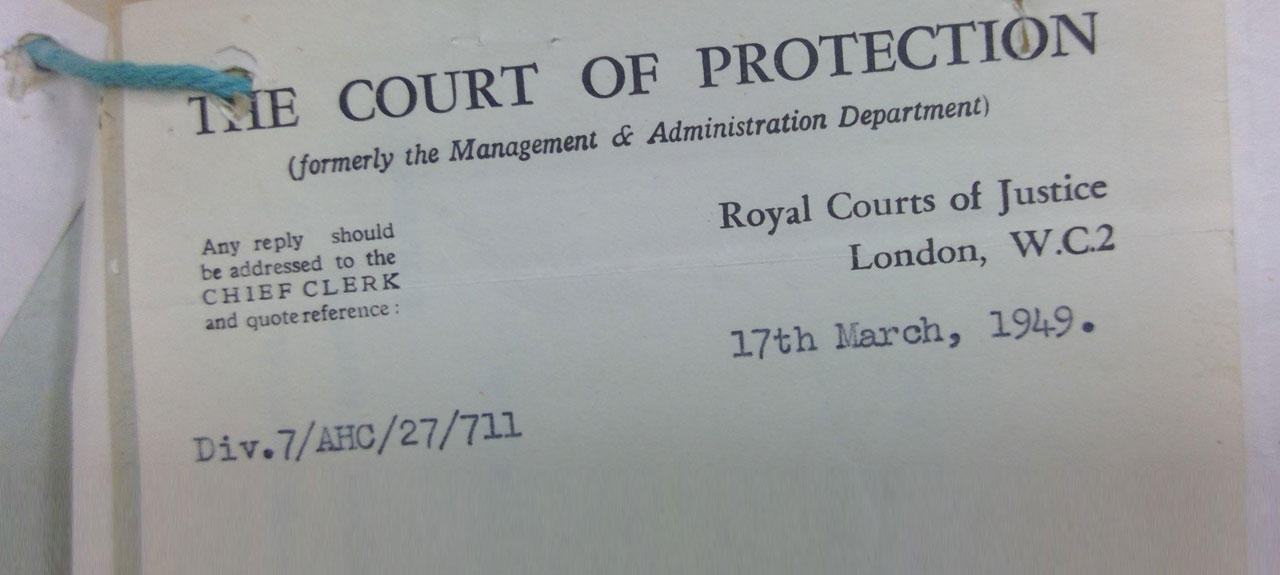 THE COURT OF PROTECTION
(formerly the Management & Administration Department)
Royal Courts of Justice
London, W.C.2
Any reply should
be addressed to the
CHIEF CLERK
and quote reference :
17th March, 1949.
Div.7/AHC/27/711